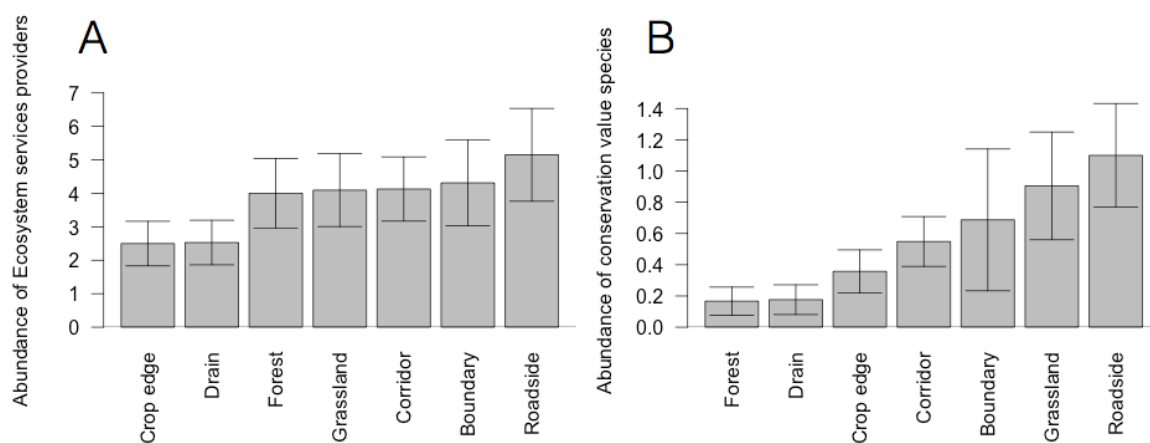 A
Abundance of Ecosystem services providers
7
6
5
4
3
2
1
0
Crop edge
Drain
Forest
Grassland
Corridor
Boundary
Roadside
B
Abundance of conservation value species
1.4
1.2
1.0
0.8
0.6
0.4
0.2
0.0
Forest
Drain
Crop edge
Corridor
Boundary
Grassland
Roadside